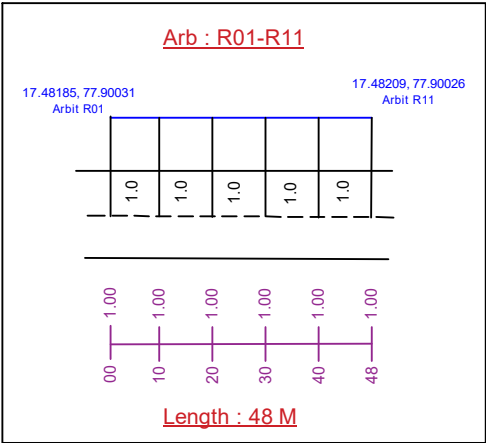 Arb : R01-R11
17.48185, 77.90031
Arbit R01
17.48209, 77.90026
Arbit R11
1.0 1.0 1.0 1.0 1.0
1.00 1.00 1.00 1.00 1.00 1.00
00 10 20 30 40 48
Length : 48 M